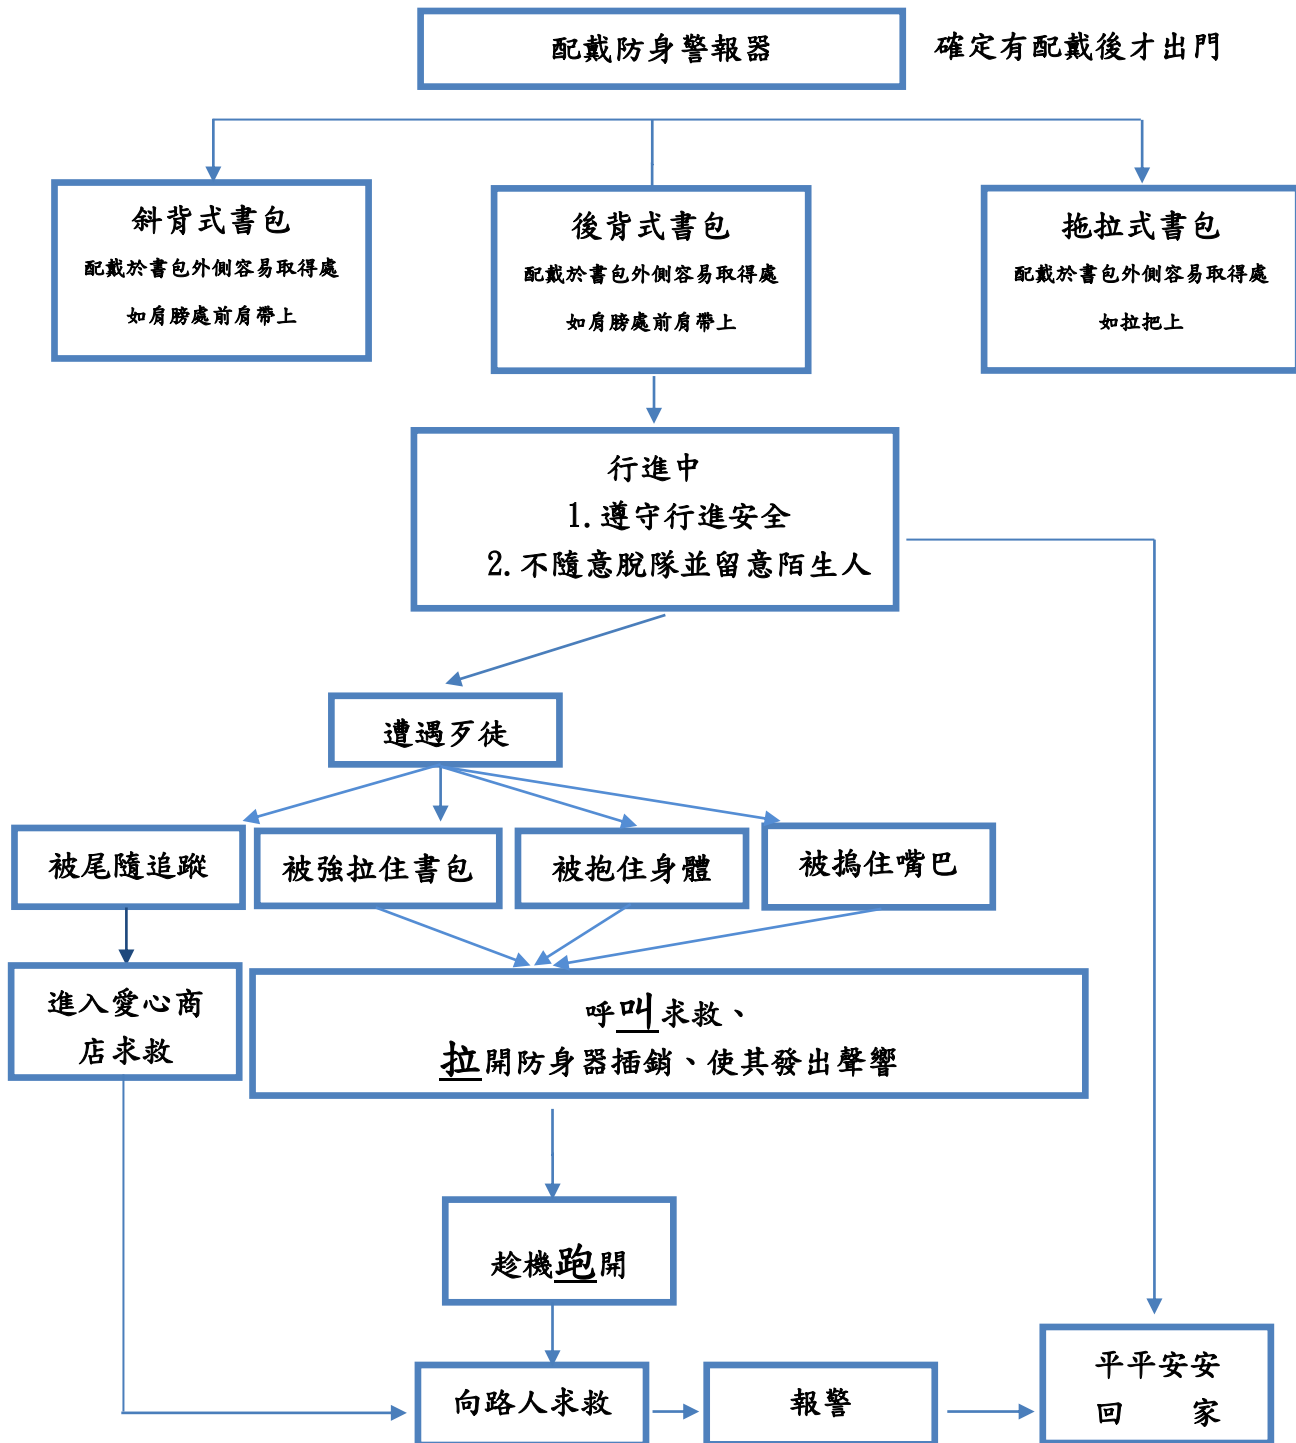 配戴防身警報器
確定有配戴後才出門
斜背式書包
配戴於書包外側容易取得處
如肩膀處前肩帶上
後背式書包
配戴於書包外側容易取得處
如肩膀處前肩帶上
拖拉式書包
配戴於書包外側容易取得處
如拉把上
行進中
1.遵守行進安全
2.不隨意脫隊並留意陌生人
遭遇歹徒
被尾隨追蹤
被強拉住書包
被抱住身體
被摀住嘴巴
進入愛心商
店求救
呼叫求救、
拉開防身器插銷、使其發出聲響
趁機跑開
向路人求救
報警
平平安安
回　　家